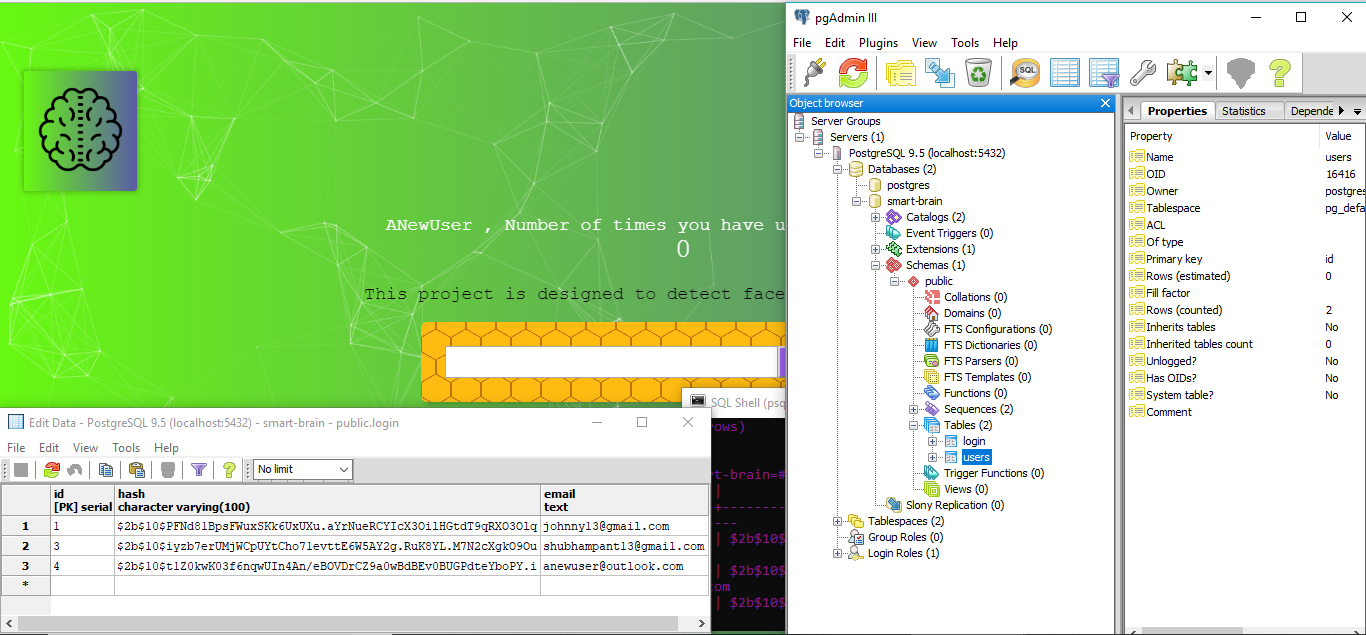 ANewUser , Number of times you have u
0
This project is designed to detect face
pgAdmin III
File Edit Plugins View Tools Help
SQL
Object browser
Server Groups
Servers (1)
PostgreSQL 9.5 (localhost:5432)
Databases (2)
postgres
smart-brain
Catalogs (2)
Event Triggers (0)
Extensions (1)
Schemas (1)
public
Collations (0)
Domains (0)
FTS Configurations (0)
FTS Dictionaries (0)
FTS Parsers (0)
FTS Templates (0)
Functions (0)
Sequences (2)
Tables (2)
login
users
Trigger Functions (0)
Views (0)
Slony Replication (0)
Tablespaces (2)
Group Roles (0)
Login Roles (1)
Properties Statistics Depende
Property Value
Name users
OID 16416
Owner postgres
Tablespace pg_defa
ACL
Of type
Primary key id
Rows (estimated) 0
Fill factor
Rows (counted) 2
Inherits tables No
Inherited tables count 0
Unlogged? No
Has OIDs? No
System table? No
Comment
SQL Shell (psq
rows)
rt-brain=#
|
+--------
---
| $2b$10$
| $2b$10$
om
| $2b$10$
Edit Data - PostgreSQL 9.5 (localhost:5432) - smart-brain - public.login
File Edit View Tools Help
No limit
id hash email
[PK] serial character varying(100) text
1 1 $2b$10$PFNd8lBpsFWuxSKk6UxUXu.aYrNueRCYIcX3OilHGtdT9qRXO3Olq johnny13@gmail.com
2 3 $2b$10$iyzb7erUMjWCpUYtCho7levttE6W5AY2g.RuK8YL.M7N2cXgkO9Ou shubhampant13@gmail.com
3 4 $2b$10$tlZ0kwK03f6nqwUIn4An/eBOVDrCZ9a0wBdBEv0BUGPdteYboPY.i anewuser@outlook.com
*